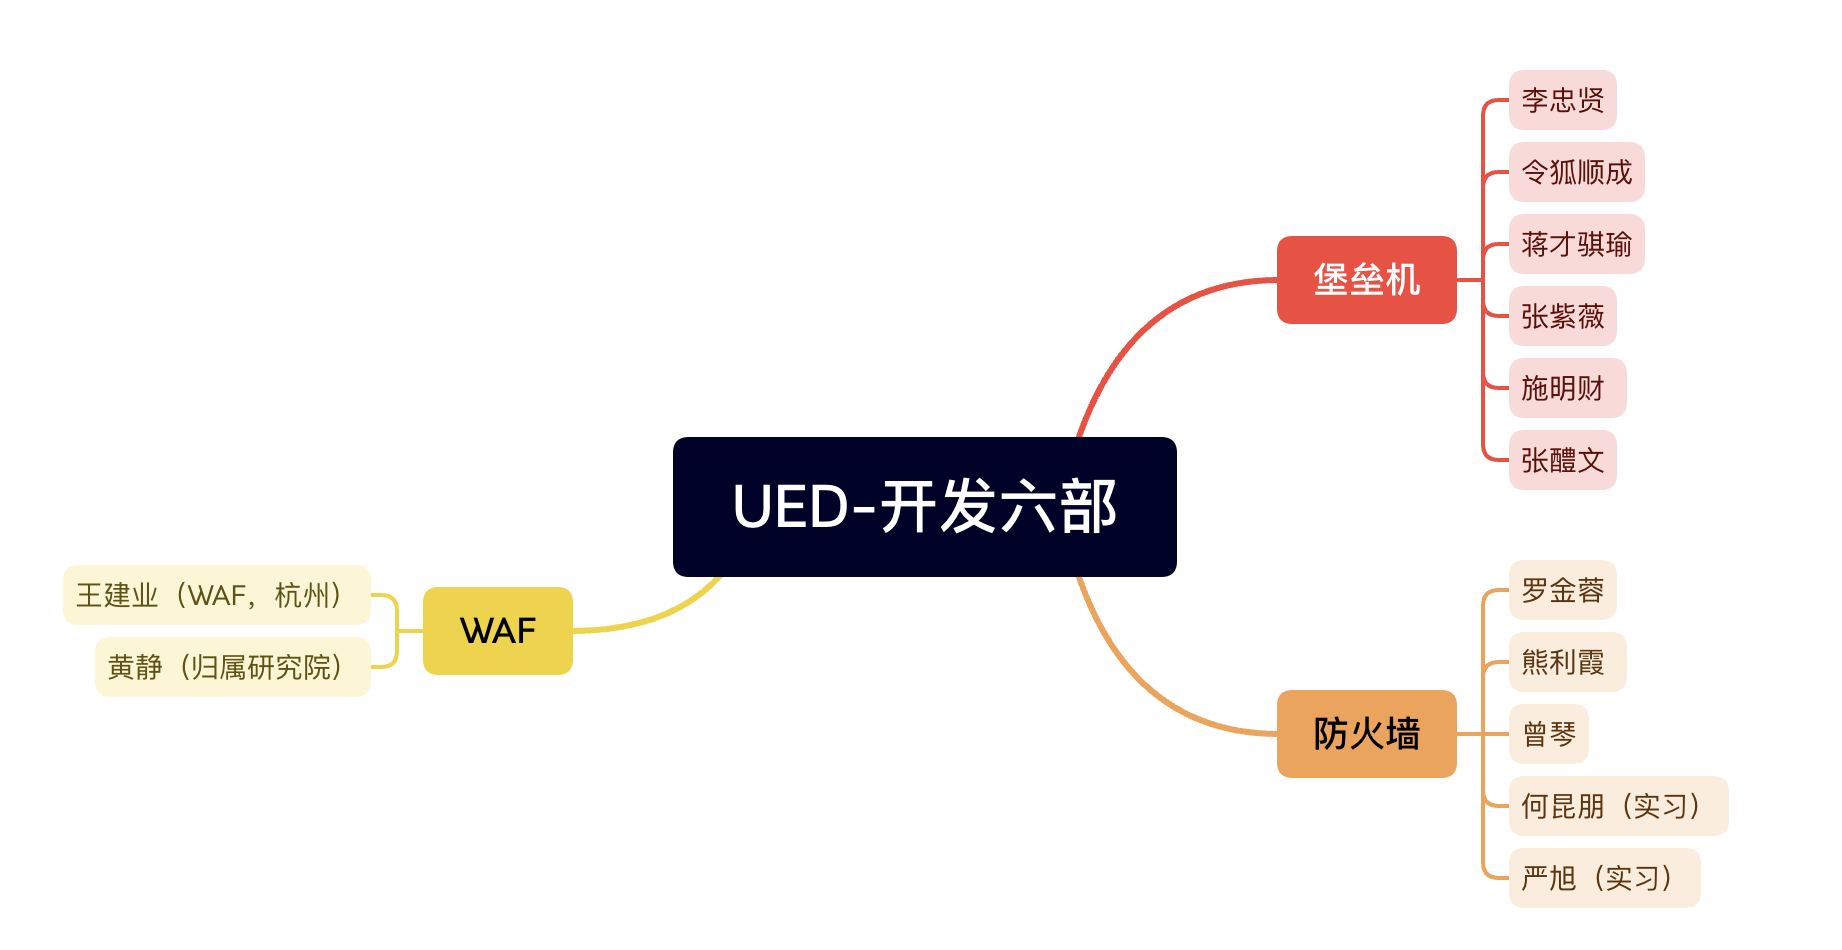 UED-开发六部
堡垒机
李忠贤
令狐顺成
蒋才骐瑜
张紫薇
施明财
张醴文
防火墙
罗金蓉
熊利霞
曾琴
何昆朋（实习）
严旭（实习）
WAF
王建业（WAF，杭州）
黄静（归属研究院）